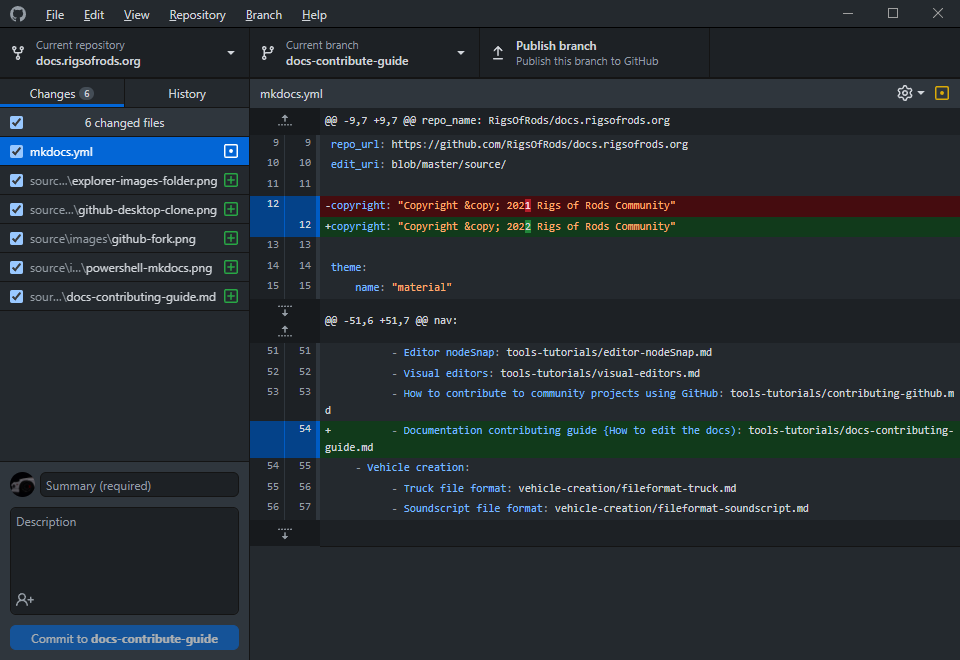 File Edit View Repository Branch Help
Current repository
docs.rigsofrods.org
Current branch
docs-contribute-guide
Publish branch
Publish this branch to GitHub
Changes 6 History
6 changed files
mkdocs.yml
sourc...\explorer-images-folder.png
source...\github-desktop-clone.png
source\images\github-fork.png
source\i...\powershell-mkdocs.png
sour...\docs-contributing-guide.md
Summary (required)
Description
Commit to docs-contribute-guide
mkdocs.yml
@@ -9,7 +9,7 @@ repo_name: RigsOfRods/docs.rigsofrods.org
9 9 repo_url: https://github.com/RigsOfRods/docs.rigsofrods.org
10 10 edit_uri: blob/master/source/
11 11
12 -copyright: "Copyright &copy; 2021 Rigs of Rods Community"
12 +copyright: "Copyright &copy; 2022 Rigs of Rods Community"
13 13
14 14 theme:
15 15 name: "material"
@@ -51,6 +51,7 @@ nav:
51 51 - Editor nodeSnap: tools-tutorials/editor-nodeSnap.md
52 52 - Visual editors: tools-tutorials/visual-editors.md
53 53 - How to contribute to community projects using GitHub: tools-tutorials/contributing-github.m
d
54 + - Documentation contributing guide {How to edit the docs): tools-tutorials/docs-contributing-
guide.md
54 55 - Vehicle creation:
55 56 - Truck file format: vehicle-creation/fileformat-truck.md
56 57 - Soundscript file format: vehicle-creation/fileformat-soundscript.md